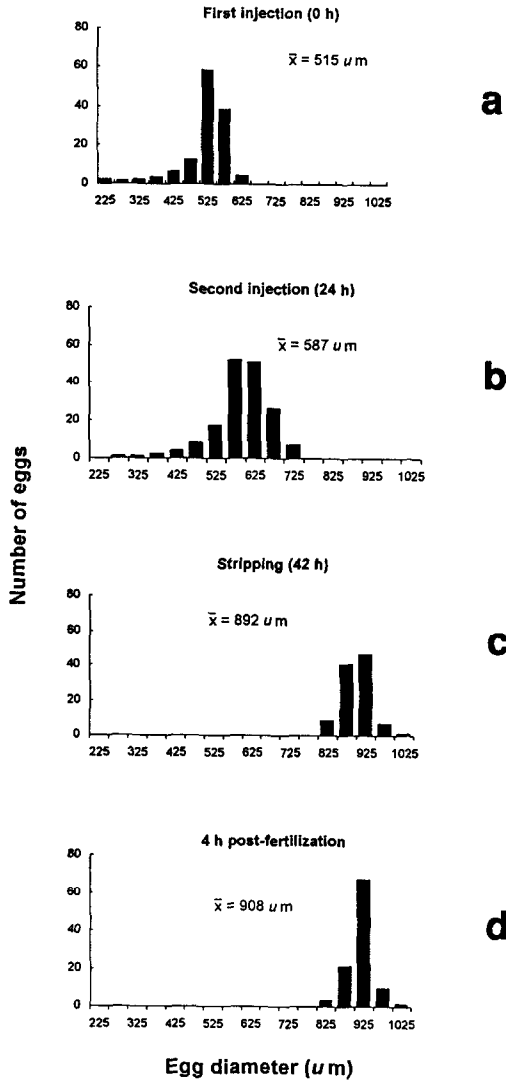 First injection (0 h)
x̄ = 515 um
a
80
60
40
20
0
225 325 425 525 625 725 825 925 1025
Second injection (24 h)
x̄ = 587 um
b
80
60
40
20
0
225 325 425 525 625 725 825 925 1025
Number of eggs
Stripping (42 h)
x̄ = 892 um
c
80
60
40
20
0
225 325 425 525 625 725 825 925 1025
4 h post-fertilization
x̄ = 908 um
d
80
60
40
20
0
225 325 425 525 625 725 825 925 1025
Egg diameter (um)